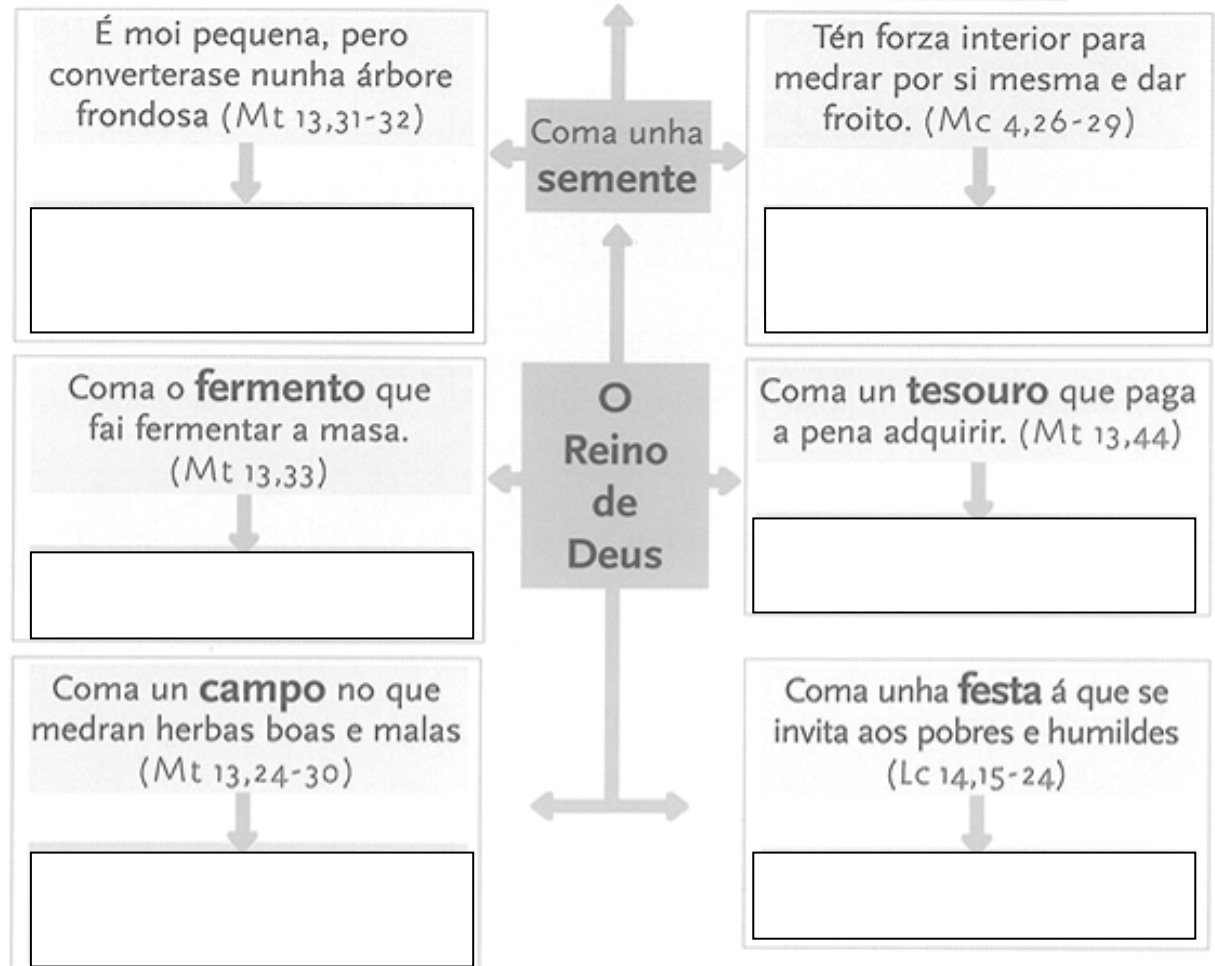 É moi pequena, pero
converterase nunha árbore
frondosa (Mt 13,31-32)
Coma unha
semente
Tén forza interior para
medrar por si mesma e dar
froito. (Mc 4,26-29)
Coma o fermento que
fai fermentar a masa.
(Mt 13,33)
O
Reino
de
Deus
Coma un tesouro que paga
a pena adquirir. (Mt 13,44)
Coma un campo no que
medran herbas boas e malas
(Mt 13,24-30)
Coma unha festa á que se
invita aos pobres e humildes
(Lc 14,15-24)